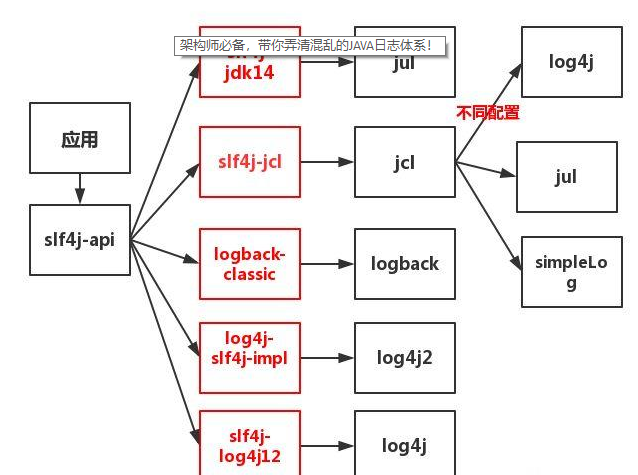 架构师必备，带你弄清混乱的JAVA日志体系！
jdk14
jul
log4j
应用
不同配置
slf4j-jcl
jcl
jul
slf4j-api
logback-
classic
logback
simpleLo
g
log4j-
slf4j-impl
log4j2
slf4j-
log4j12
log4j